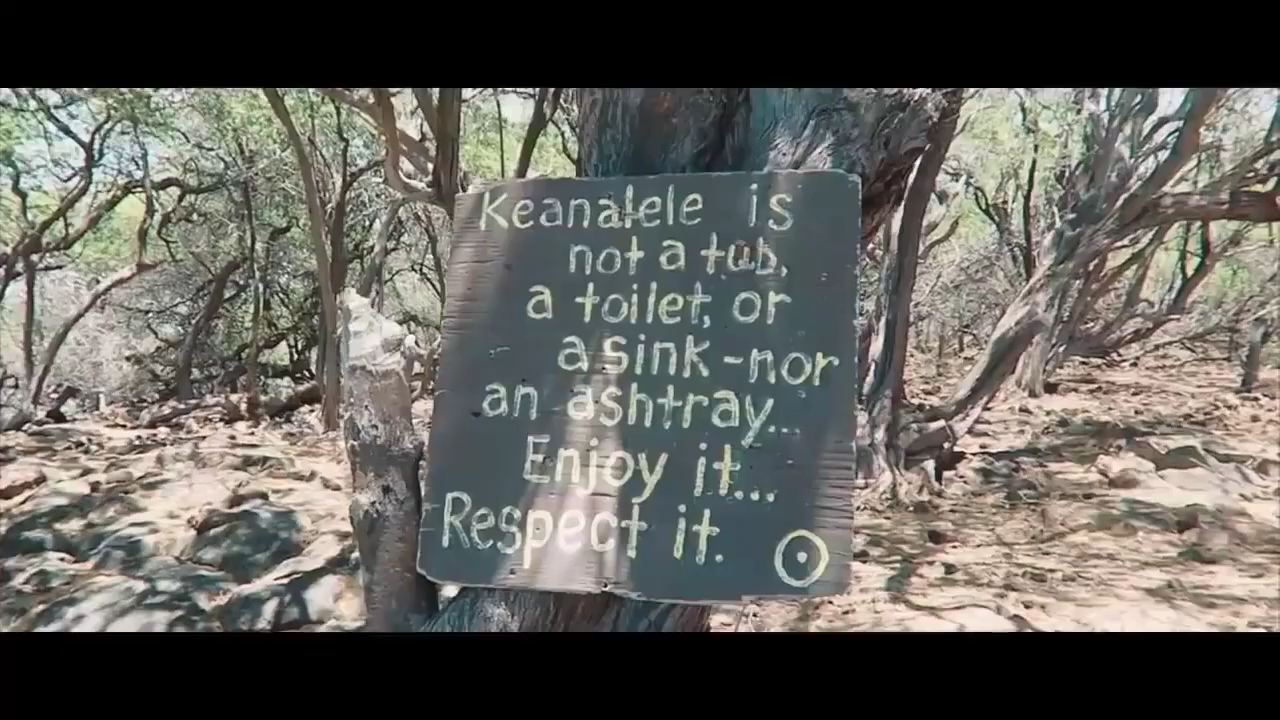 Keanalele is
not a tub,
a toilet, or
a sink - nor
an ashtray...
Enjoy it...
Respect it.